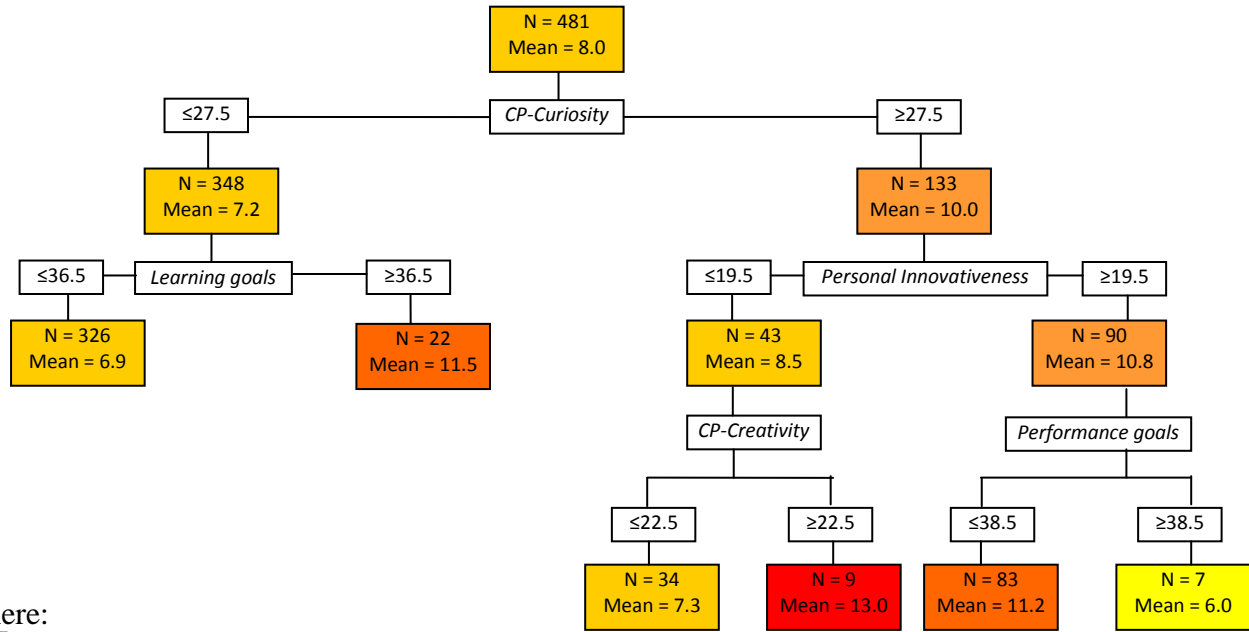 N = 481
Mean = 8.0
≤27.5
CP-Curiosity
≥27.5
N = 348
Mean = 7.2
N = 133
Mean = 10.0
≤36.5
Learning goals
≥36.5
≤19.5
Personal Innovativeness
≥19.5
N = 326
Mean = 6.9
N = 22
Mean = 11.5
N = 43
Mean = 8.5
N = 90
Mean = 10.8
CP-Creativity
Performance goals
≤22.5
≥22.5
≤38.5
≥38.5
N = 34
Mean = 7.3
N = 9
Mean = 13.0
N = 83
Mean = 11.2
N = 7
Mean = 6.0
ere: